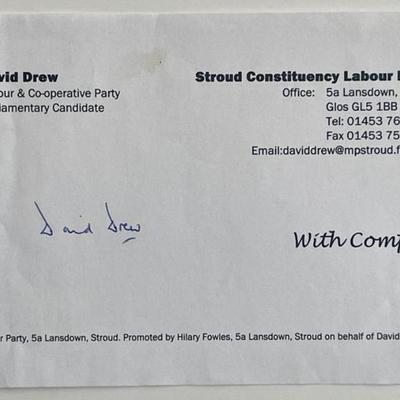 vid Drew
our & Co-operative Party
liamentary Candidate
Stroud Constituency Labour
Office: 5a Lansdown,
Glos GL5 1BB
Tel: 01453 76
Fax 01453 75
Email:daviddrew@mpstroud.f
David Drew
With Comp
r Party, 5a Lansdown, Stroud. Promoted by Hilary Fowles, 5a Lansdown, Stroud on behalf of David